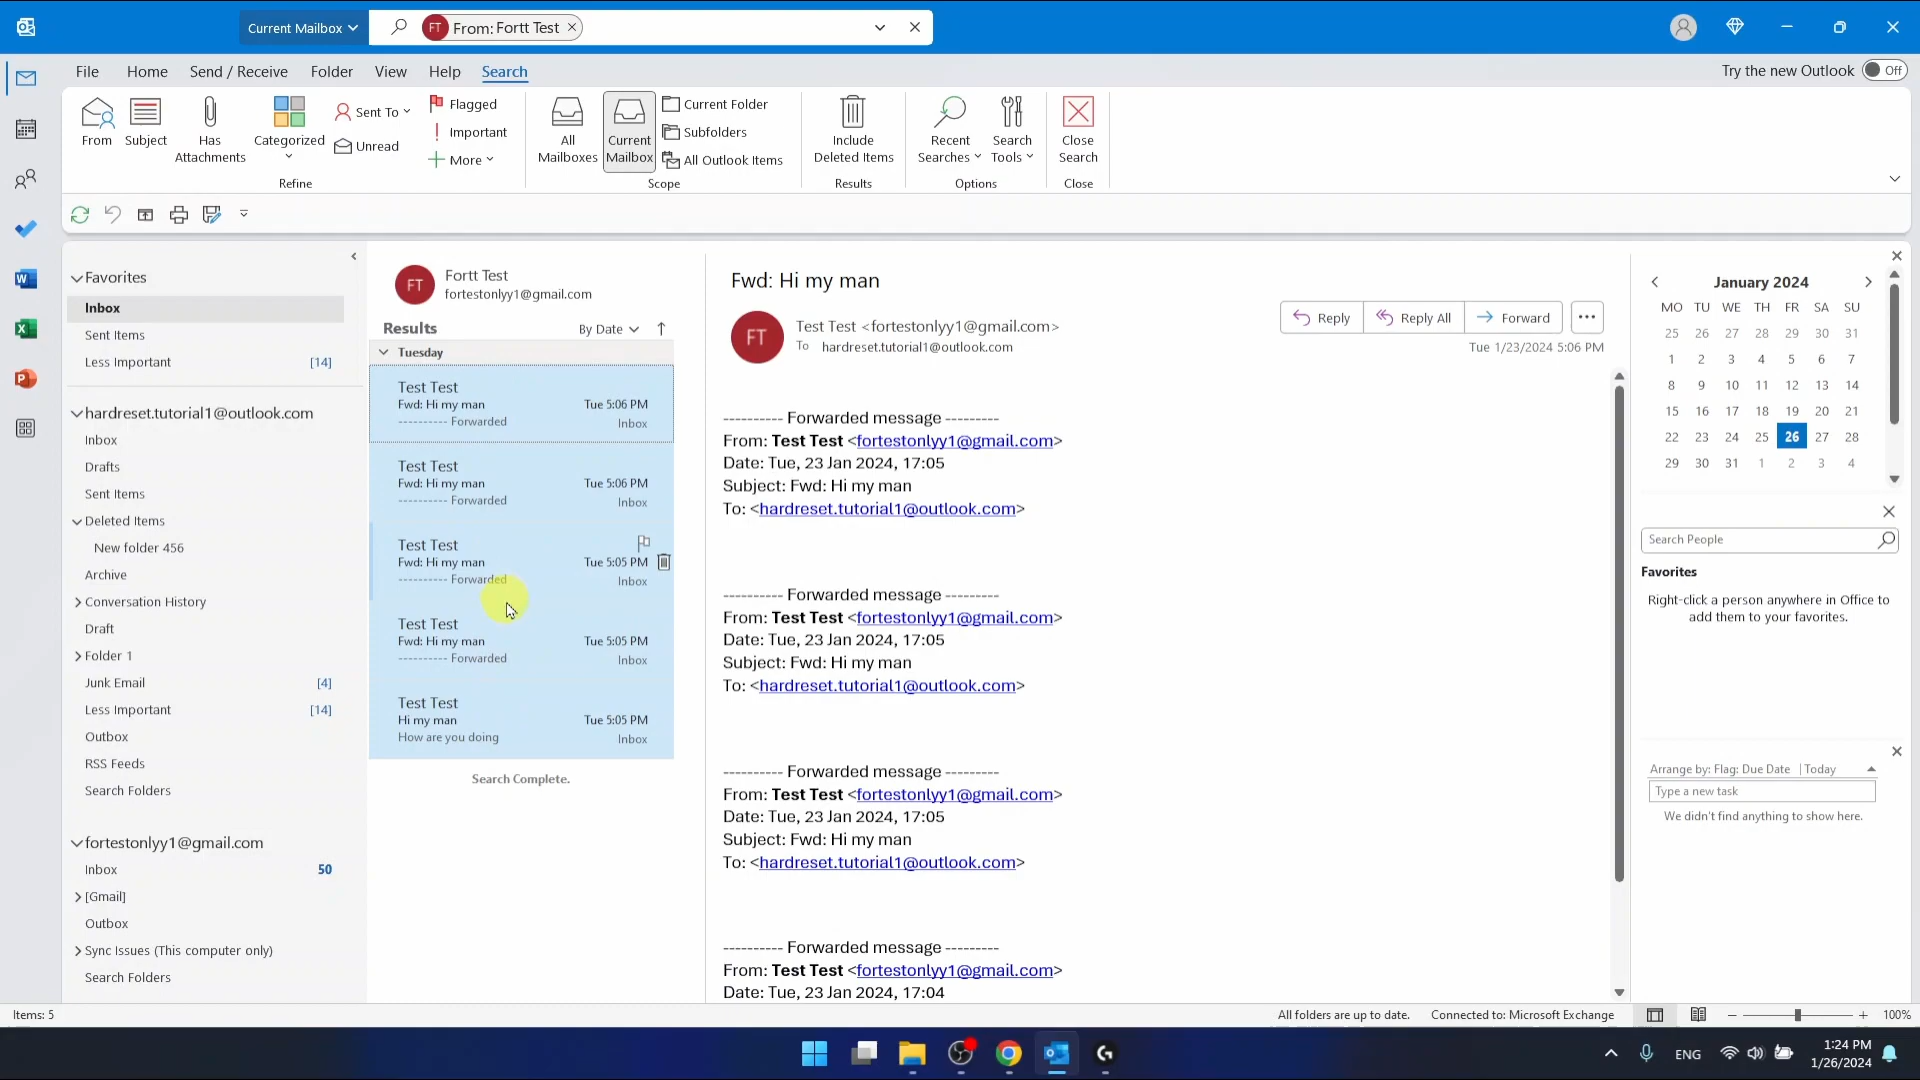 Current Mailbox
FT From: Fortt Test
File Home Send / Receive Folder View Help Search
Try the new Outlook Off
From
Subject
Has
Attachments
Categorized
Sent To
Unread
Flagged
Important
More
Refine
All
Mailboxes
Current
Mailbox
Current Folder
Subfolders
All Outlook Items
Scope
Include
Deleted Items
Results
Recent
Searches
Search
Tools
Options
Close
Search
Close
Favorites
Inbox
Sent Items
Less Important [14]
hardreset.tutorial1@outlook.com
Inbox
Drafts
Sent Items
Deleted Items
New folder 456
Archive
Conversation History
Draft
Folder 1
Junk Email [4]
Less Important [14]
Outbox
RSS Feeds
Search Folders
fortestonlyy1@gmail.com
Inbox 50
[Gmail]
Outbox
Sync Issues (This computer only)
Search Folders
FT
Fortt Test
fortestonlyy1@gmail.com
Results By Date
Tuesday
Test Test
Fwd: Hi my man Tue 5:06 PM
---------- Forwarded Inbox
Test Test
Fwd: Hi my man Tue 5:06 PM
---------- Forwarded Inbox
Test Test
Fwd: Hi my man Tue 5:05 PM
---------- Forwarded Inbox
Test Test
Fwd: Hi my man Tue 5:05 PM
---------- Forwarded Inbox
Test Test
Hi my man Tue 5:05 PM
How are you doing Inbox
Search Complete.
Fwd: Hi my man
FT
Test Test <fortestonlyy1@gmail.com>
To hardreset.tutorial1@outlook.com
Reply Reply All Forward
Tue 1/23/2024 5:06 PM
---------- Forwarded message ---------
From: Test Test <fortestonlyy1@gmail.com>
Date: Tue, 23 Jan 2024, 17:05
Subject: Fwd: Hi my man
To: <hardreset.tutorial1@outlook.com>
---------- Forwarded message ---------
From: Test Test <fortestonlyy1@gmail.com>
Date: Tue, 23 Jan 2024, 17:05
Subject: Fwd: Hi my man
To: <hardreset.tutorial1@outlook.com>
---------- Forwarded message ---------
From: Test Test <fortestonlyy1@gmail.com>
Date: Tue, 23 Jan 2024, 17:05
Subject: Fwd: Hi my man
To: <hardreset.tutorial1@outlook.com>
---------- Forwarded message ---------
From: Test Test <fortestonlyy1@gmail.com>
Date: Tue, 23 Jan 2024, 17:04
January 2024
MO TU WE TH FR SA SU
25 26 27 28 29 30 31
1 2 3 4 5 6 7
8 9 10 11 12 13 14
15 16 17 18 19 20 21
22 23 24 25 26 27 28
29 30 31 1 2 3 4
Search People
Favorites
Right-click a person anywhere in Office to
add them to your favorites.
Arrange by: Flag: Due Date | Today
Type a new task
We didn't find anything to show here.
Items: 5
All folders are up to date. Connected to: Microsoft Exchange 100%
ENG
1:24 PM
1/26/2024